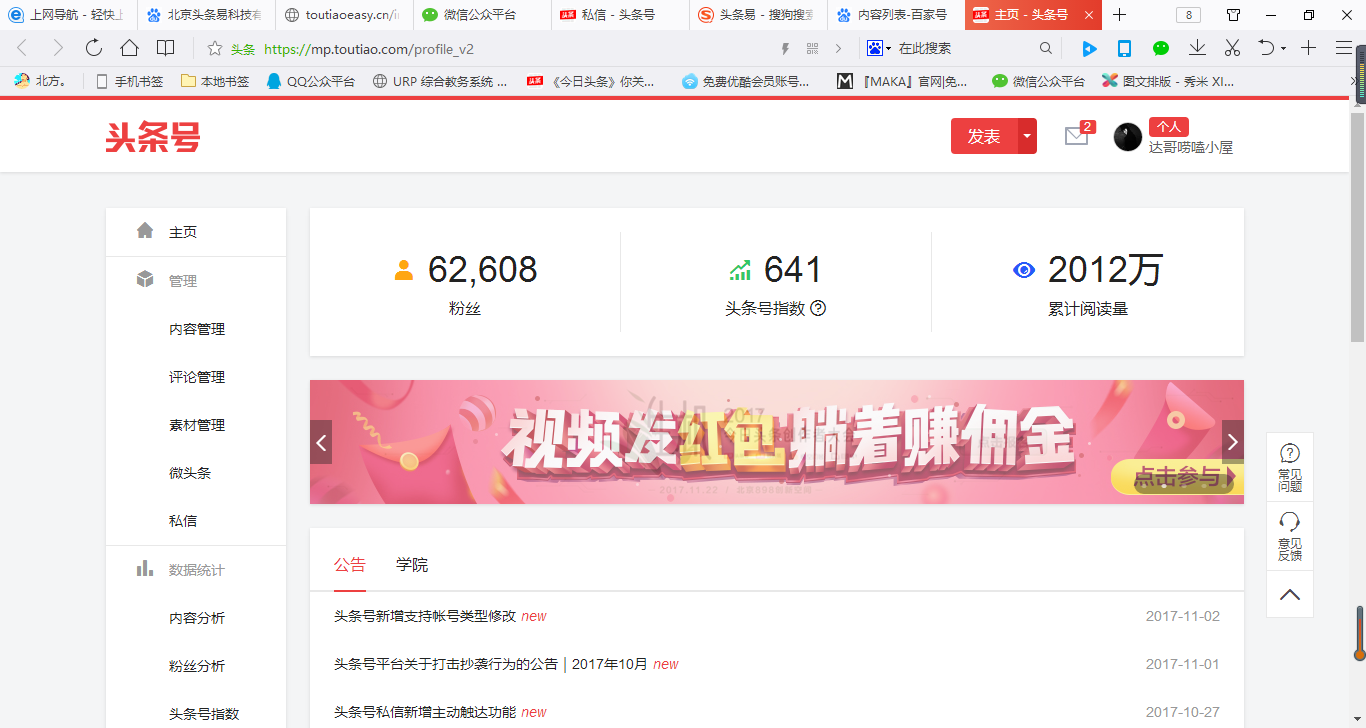 上网导航 - 轻快上
北京头条易科技有
toutiaoeasy.cn/i
微信公众平台
私信 - 头条号
头条易 - 搜狗搜
内容列表-百家号
主页 - 头条号
8
头条 https://mp.toutiao.com/profile_v2
在此搜索
北方。
手机书签
本地书签
QQ公众平台
URP 综合教务系统 ...
《今日头条》你关...
免费优酷会员账号...
『MAKA』官网|免...
微信公众平台
图文排版 - 秀米 XI...
头条号
发表
2
个人
达哥唠嗑小屋
主页
管理
内容管理
评论管理
素材管理
微头条
私信
数据统计
内容分析
粉丝分析
头条号指数
62,608
粉丝
641
头条号指数
2012万
累计阅读量
视频发红包 躺着赚佣金
点击参与
常见
问题
意见
反馈
公告 学院
头条号新增支持帐号类型修改 new 2017-11-02
头条号平台关于打击抄袭行为的公告 | 2017年10月 new 2017-11-01
头条号私信新增主动触达功能 new 2017-10-27